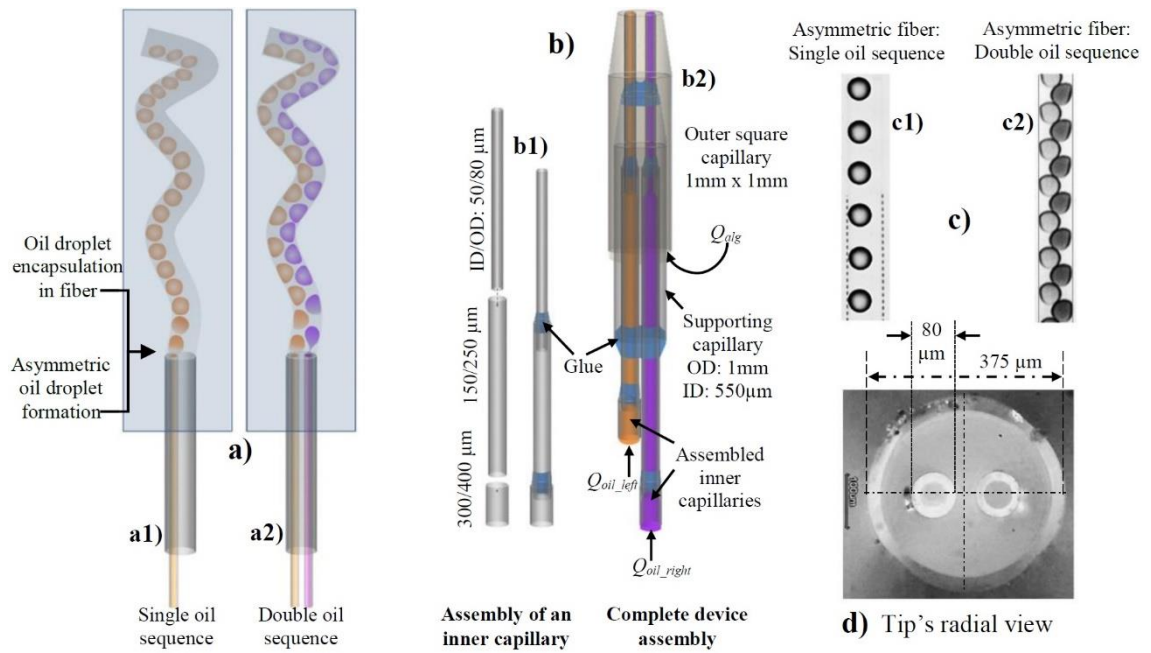 Oil droplet
encapsulation
in fiber
Asymmetric
oil droplet
formation
a)
a1)
a2)
Single oil
sequence
Double oil
sequence
b)
b1)
b2)
ID/OD: 50/80 µm
150/250 µm
300/400 µm
Glue
Outer square
capillary
1mm x 1mm
Qalg
Supporting
capillary
OD: 1mm
ID: 550µm
Assembled
inner
capillaries
Qoil_left
Qoil_right
Assembly of an
inner capillary
Complete device
assembly
Asymmetric fiber:
Single oil sequence
Asymmetric fiber:
Double oil sequence
c1)
c2)
c)
80
µm
375 µm
d) Tip's radial view